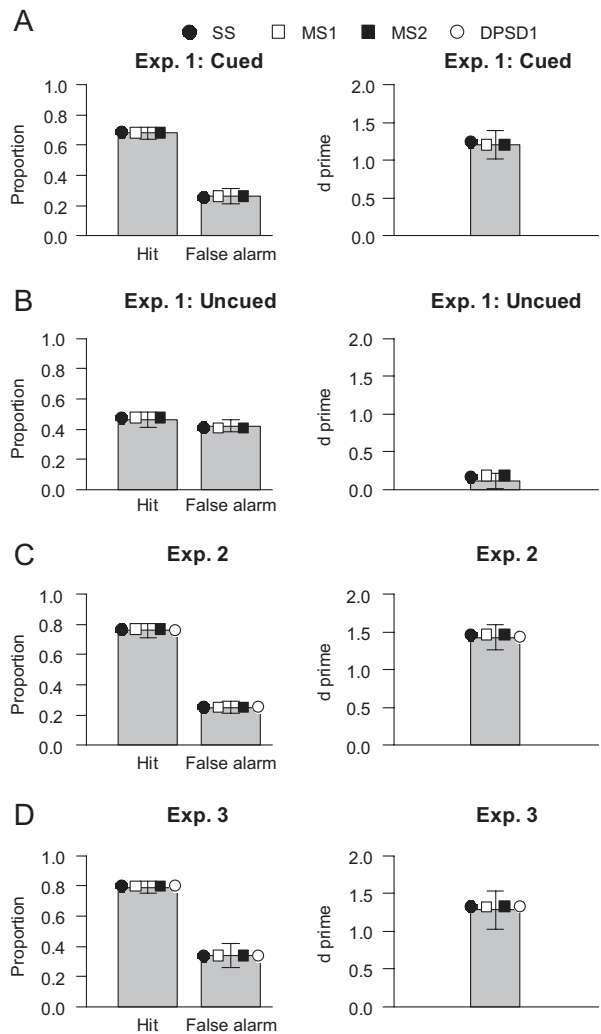 A
SS MS1 MS2 DPSD1
Exp. 1: Cued
Proportion
1.0
0.8
0.6
0.4
0.2
0.0
Hit False alarm
Exp. 1: Cued
d prime
2.0
1.5
1.0
0.5
0.0
B
Exp. 1: Uncued
Proportion
1.0
0.8
0.6
0.4
0.2
0.0
Hit False alarm
Exp. 1: Uncued
d prime
2.0
1.5
1.0
0.5
0.0
C
Exp. 2
Proportion
1.0
0.8
0.6
0.4
0.2
0.0
Hit False alarm
Exp. 2
d prime
2.0
1.5
1.0
0.5
0.0
D
Exp. 3
Proportion
1.0
0.8
0.6
0.4
0.2
0.0
Hit False alarm
Exp. 3
d prime
2.0
1.5
1.0
0.5
0.0